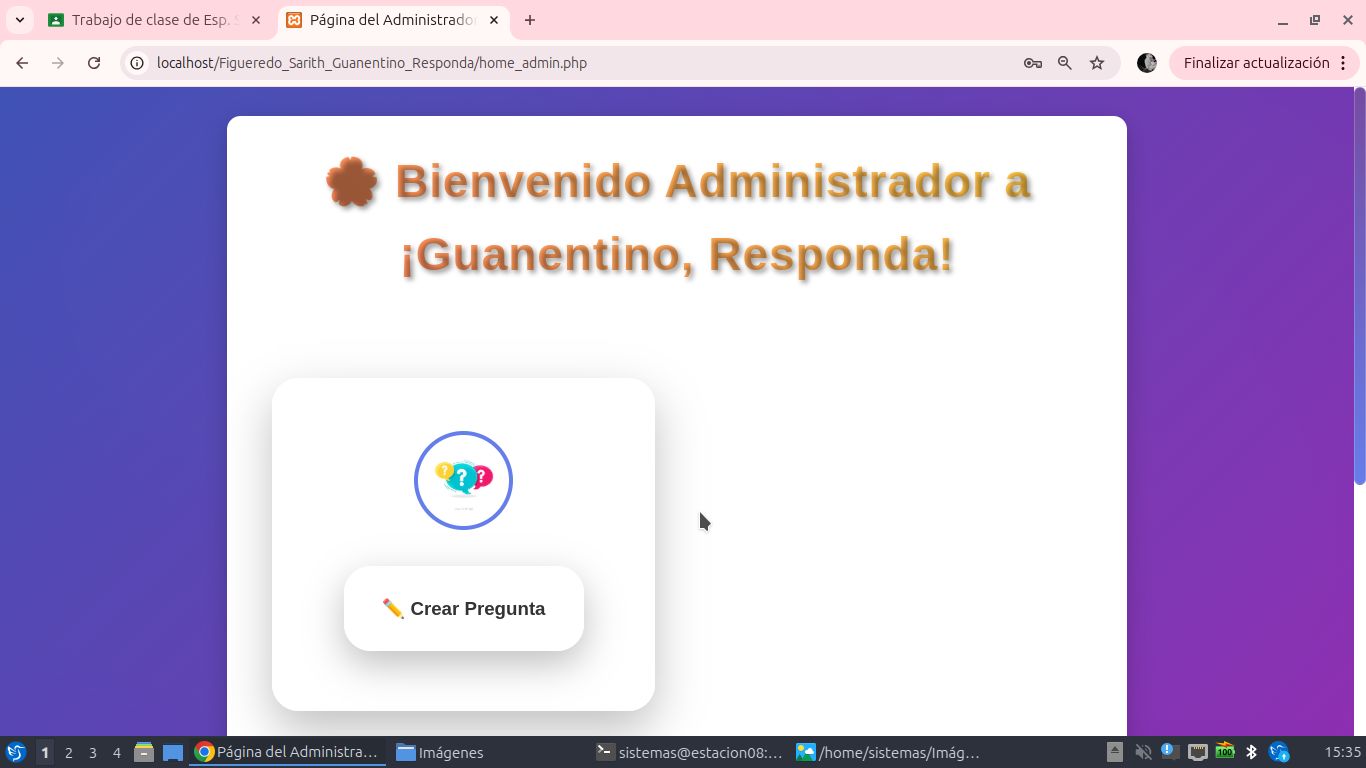 Trabajo de clase de Esp. S
Página del Administrador
localhost/Figueredo_Sarith_Guanentino_Responda/home_admin.php
Finalizar actualización
Bienvenido Administrador a
¡Guanentino, Responda!
? ? ?
✏️ Crear Pregunta
1 2 3 4
Página del Administra...
Imágenes
sistemas@estacion08:...
/home/sistemas/Imág...
100
15:35